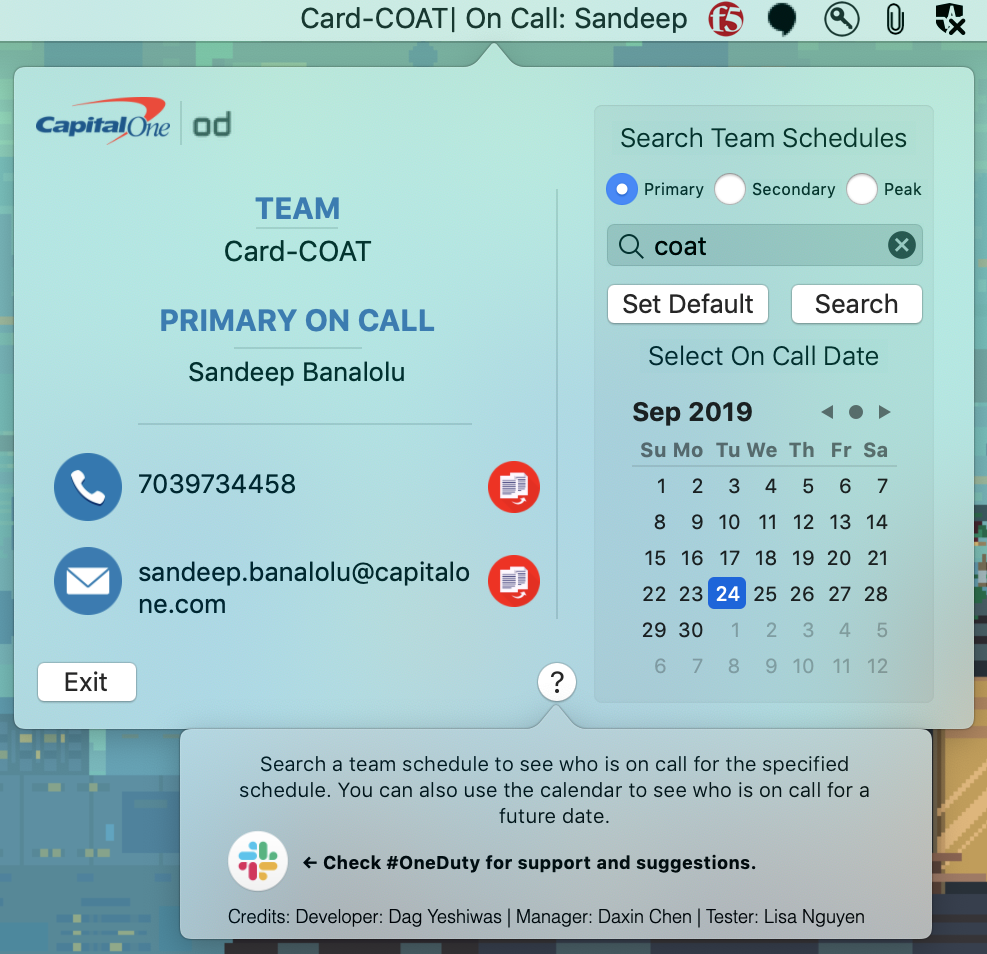 Card-COAT| On Call: Sandeep
f5
CapitalOne
od
TEAM
Card-COAT
PRIMARY ON CALL
Sandeep Banalolu
7039734458
sandeep.banalolu@capitalo
ne.com
Exit
?
Search Team Schedules
Primary Secondary Peak
coat
Set Default Search
Select On Call Date
Sep 2019
Su Mo Tu We Th Fr Sa
1 2 3 4 5 6 7
8 9 10 11 12 13 14
15 16 17 18 19 20 21
22 23 24 25 26 27 28
29 30 1 2 3 4 5
6 7 8 9 10 11 12
Search a team schedule to see who is on call for the specified
schedule. You can also use the calendar to see who is on call for a
future date.
← Check #OneDuty for support and suggestions.
Credits: Developer: Dag Yeshiwas | Manager: Daxin Chen | Tester: Lisa Nguyen